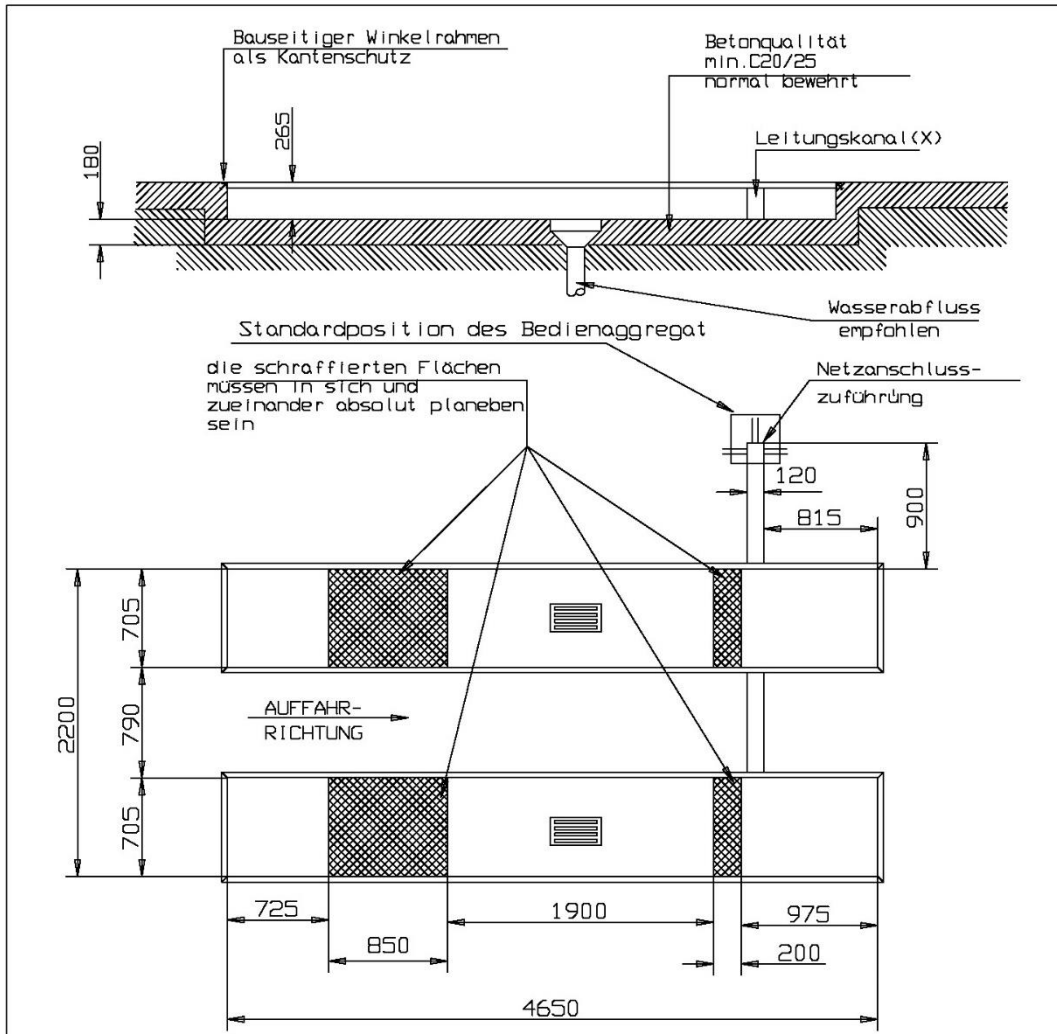 Bauseitiger Winkelrahmen
als Kantenschutz
Betonqualität
min.C20/25
normal bewehrt
265
180
Leitungskanal(X)
Wasserabfluss
empfohlen
Standardposition des Bedienaggregat
die schraffierten Flächen
müssen in sich und
zueinander absolut planeben
sein
Netzanschluss-
zuführung
120
815
900
705
790
705
2200
AUFFAHR-
RICHTUNG
725
1900
975
850
200
4650